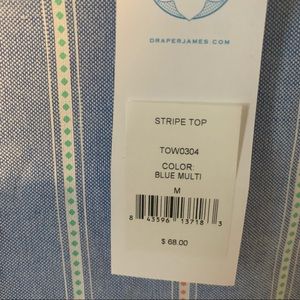 DRAPERJAMES.COM
STRIPE TOP
TOW0304
COLOR:
BLUE MULTI
M
8 43596 13718 3
$ 68.00